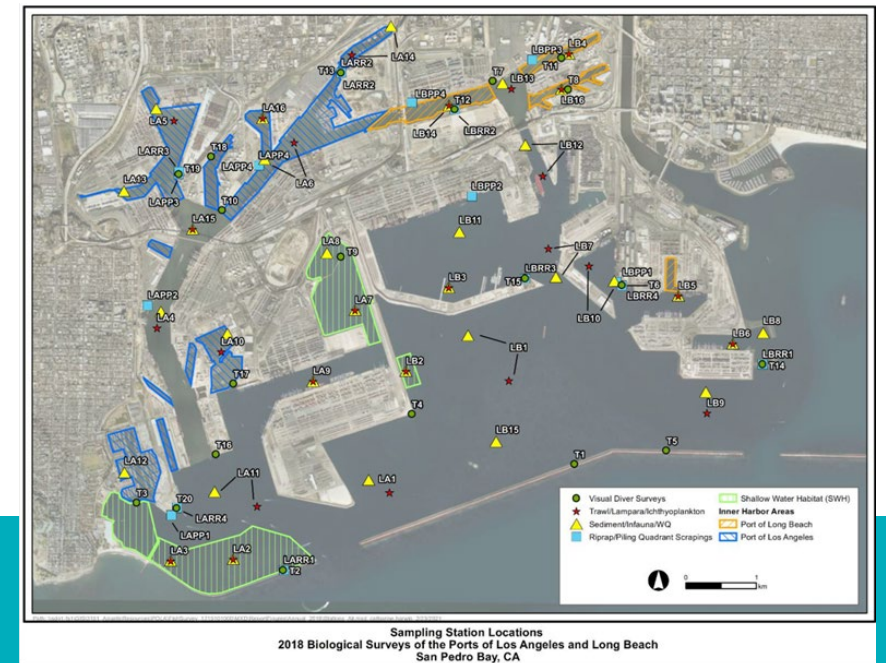 LA14
LARR2
T13
LARR2
LBPP3
LB4
T11
T7
LB13
T8
LB16
LBPP4
T12
LB14
LBRR2
LA5
LA16
LARR3
T18
T19
LAPP4
LAPP4
LA6
LA13
LAPP3
T10
LA15
LB12
LBPP2
LB11
LA8
T9
LB7
LBRR3
T15
LBPP1
T6
LBRR4
LB3
LB10
LB5
LAPP2
LA4
LA7
LA10
LB1
LB6
LB8
LBRR1
T14
T17
LA9
LB2
LB9
T4
LB15
T16
T1
T5
LA12
LA11
LA1
T3
T20
LARR4
LAPP1
LA3
LA2
LARR1
T2
Visual Diver Surveys
Trawl/Lampara/Ichthyoplankton
Sediment/Infauna/WQ
Riprap/Piling Quadrant Scrapings
Shallow Water Habitat (SWH)
Inner Harbor Areas
Port of Long Beach
Port of Los Angeles
0 1
km
Sampling Station Locations
2018 Biological Surveys of the Ports of Los Angeles and Long Beach
San Pedro Bay, CA